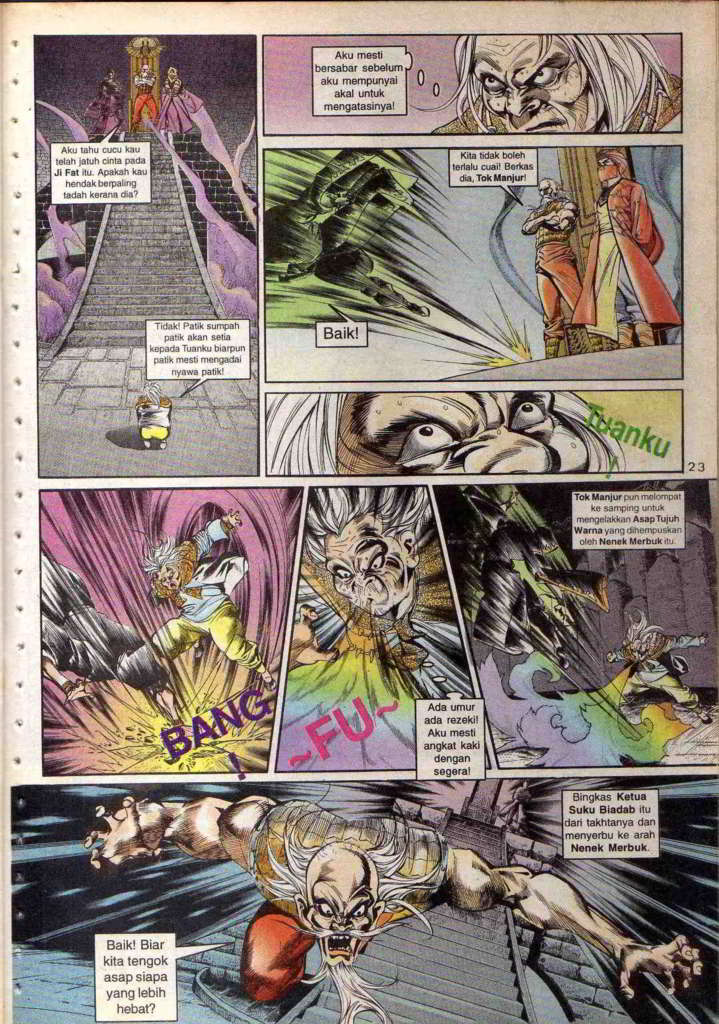 Aku tahu cucu kau
telah jatuh cinta pada
Ji Fat itu. Apakah kau
hendak berpaling
tadah kerana dia?
Tidak! Patik sumpah
patik akan setia
kepada Tuanku biarpun
patik mesti mengadai
nyawa patik!
Aku mesti
bersabar sebelum
aku mempunyai
akal untuk
mengatasinya!
Kita tidak boleh
terlalu cuai! Berkas
dia, Tok Manjur!
Baik!
Tuanku
!
23
BANG
!
~FU~
Ada umur
ada rezeki!
Aku mesti
angkat kaki
dengan
segera!
Tok Manjur pun melompat
ke samping untuk
mengelakkan Asap Tujuh
Warna yang dihempuskan
oleh Nenek Merbuk itu.
Bingkas Ketua
Suku Biadab itu
dari takhtanya dan
menyerbu ke arah
Nenek Merbuk.
Baik! Biar
kita tengok
asap siapa
yang lebih
hebat?